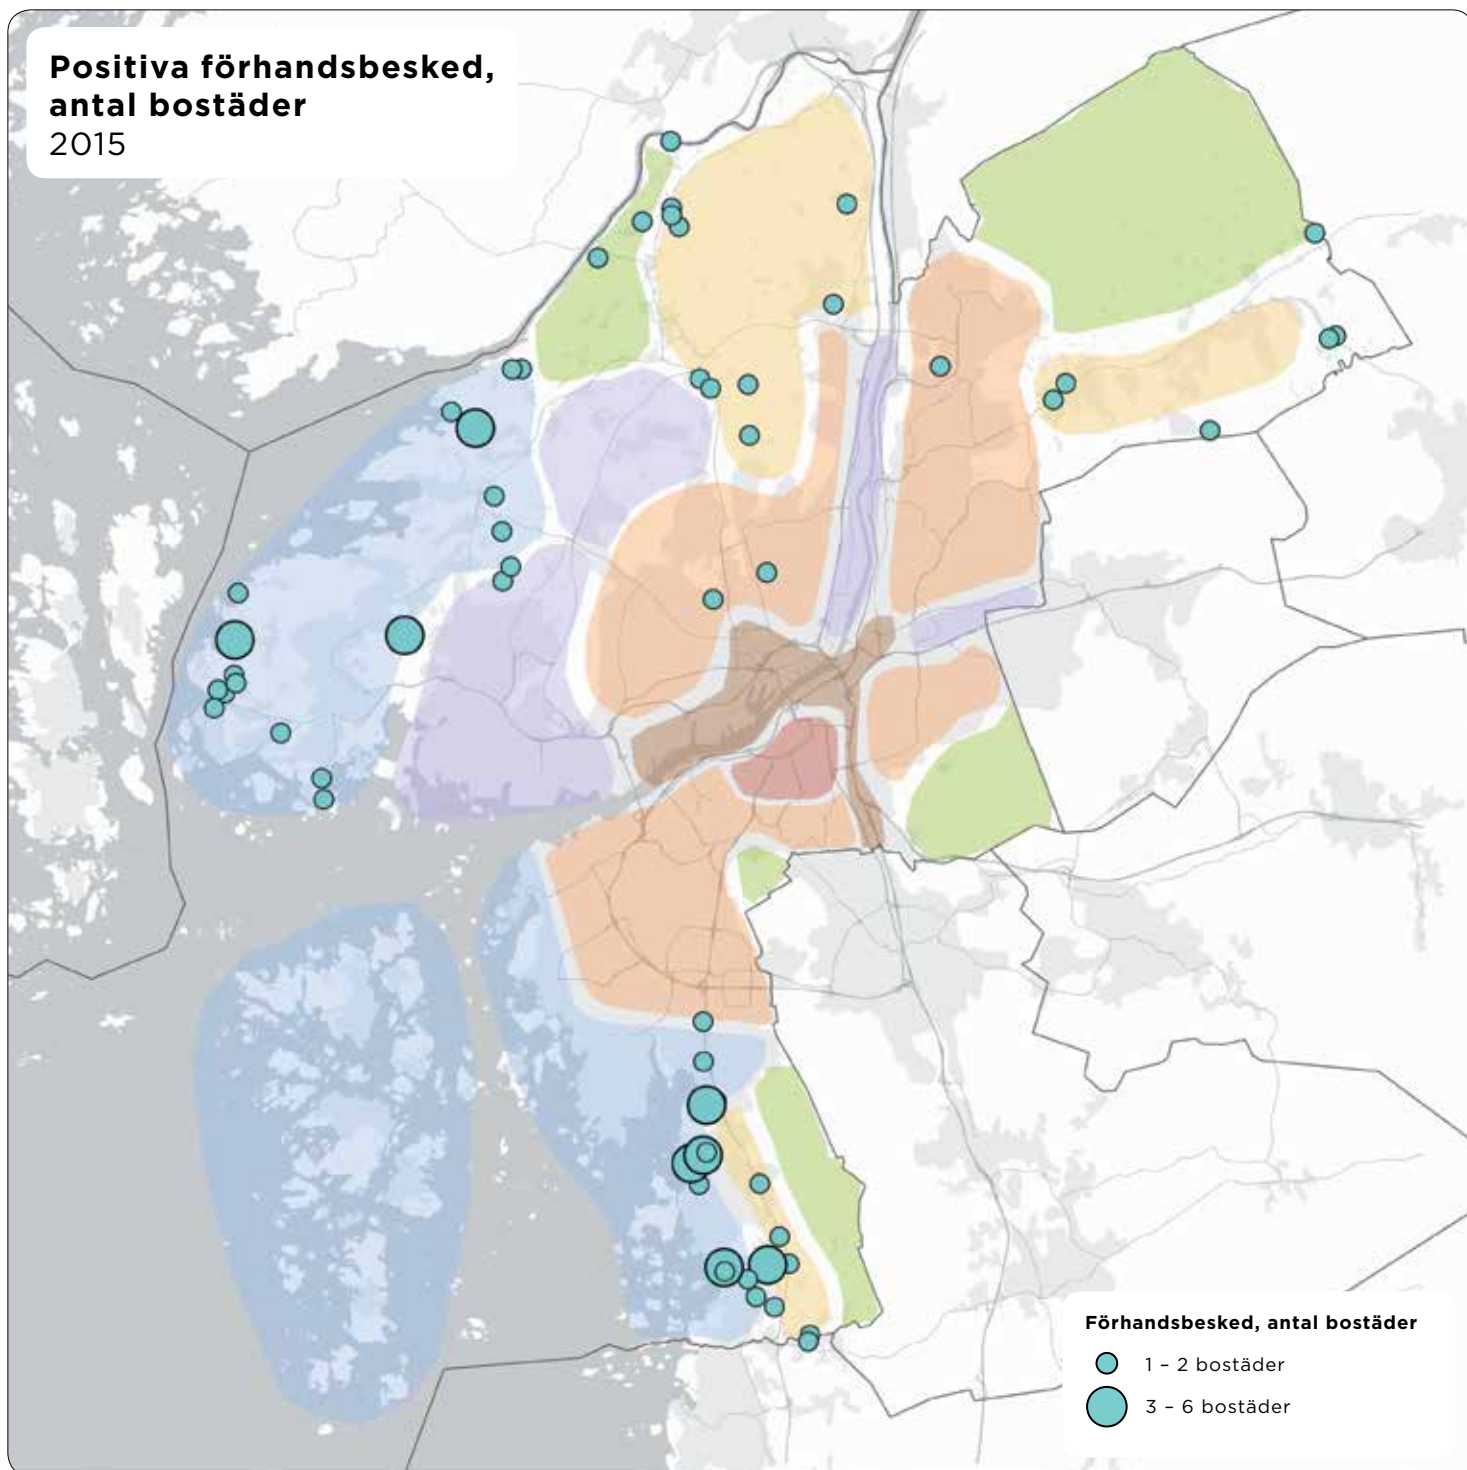 Positiva förhandsbesked,
antal bostäder
2015
Förhandsbesked, antal bostäder
1 – 2 bostäder
3 – 6 bostäder